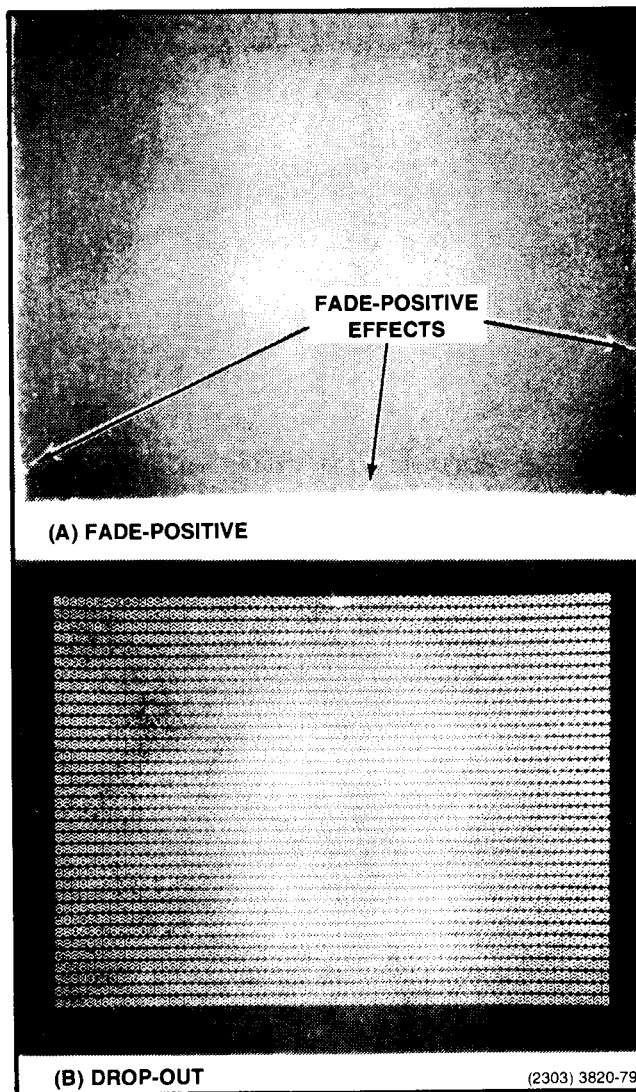 FADE-POSITIVE
EFFECTS
(A) FADE-POSITIVE
(B) DROP-OUT
(2303) 3820-79